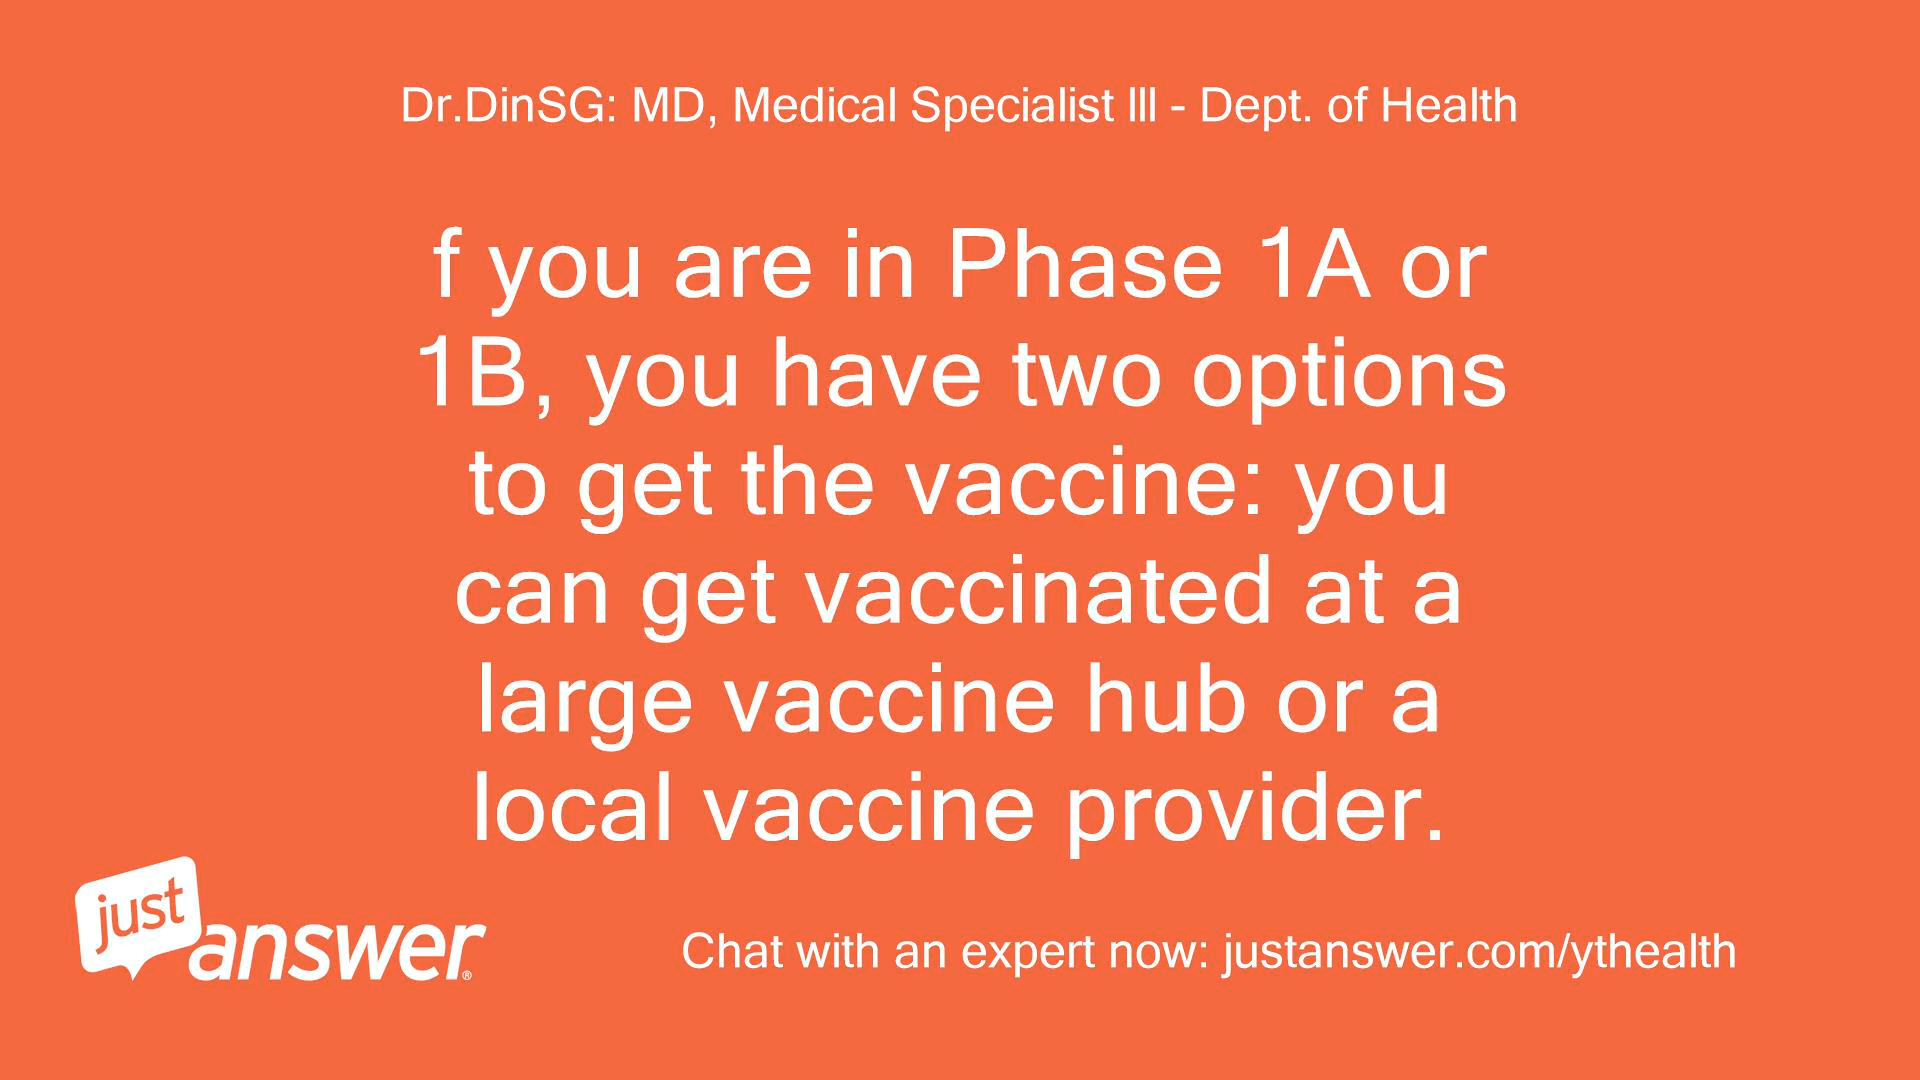 Dr.DinSG: MD, Medical Specialist III - Dept. of Health
f you are in Phase 1A or
1B, you have two options
to get the vaccine: you
can get vaccinated at a
large vaccine hub or a
local vaccine provider.
just
answer®
Chat with an expert now: justanswer.com/ythealth